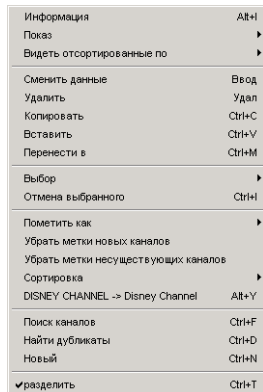 Информация Alt+I
Показ
Видеть отсортированные по
Сменить данные Ввод
Удалить Удал
Копировать Ctrl+C
Вставить Ctrl+V
Перенести в Ctrl+M
Выбор
Отмена выбранного Ctrl+I
Пометить как
Убрать метки новых каналов
Убрать метки несуществующих каналов
Сортировка
DISNEY CHANNEL -> Disney Channel Alt+Y
Поиск каналов Ctrl+F
Найти дубликаты Ctrl+D
Новый Ctrl+N
✔разделить Ctrl+T